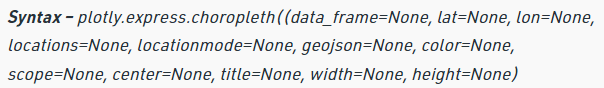 Syntax – plotly.express.choropleth((data_frame=None, lat=None, lon=None,
locations=None, locationmode=None, geojson=None, color=None,
scope=None, center=None, title=None, width=None, height=None)